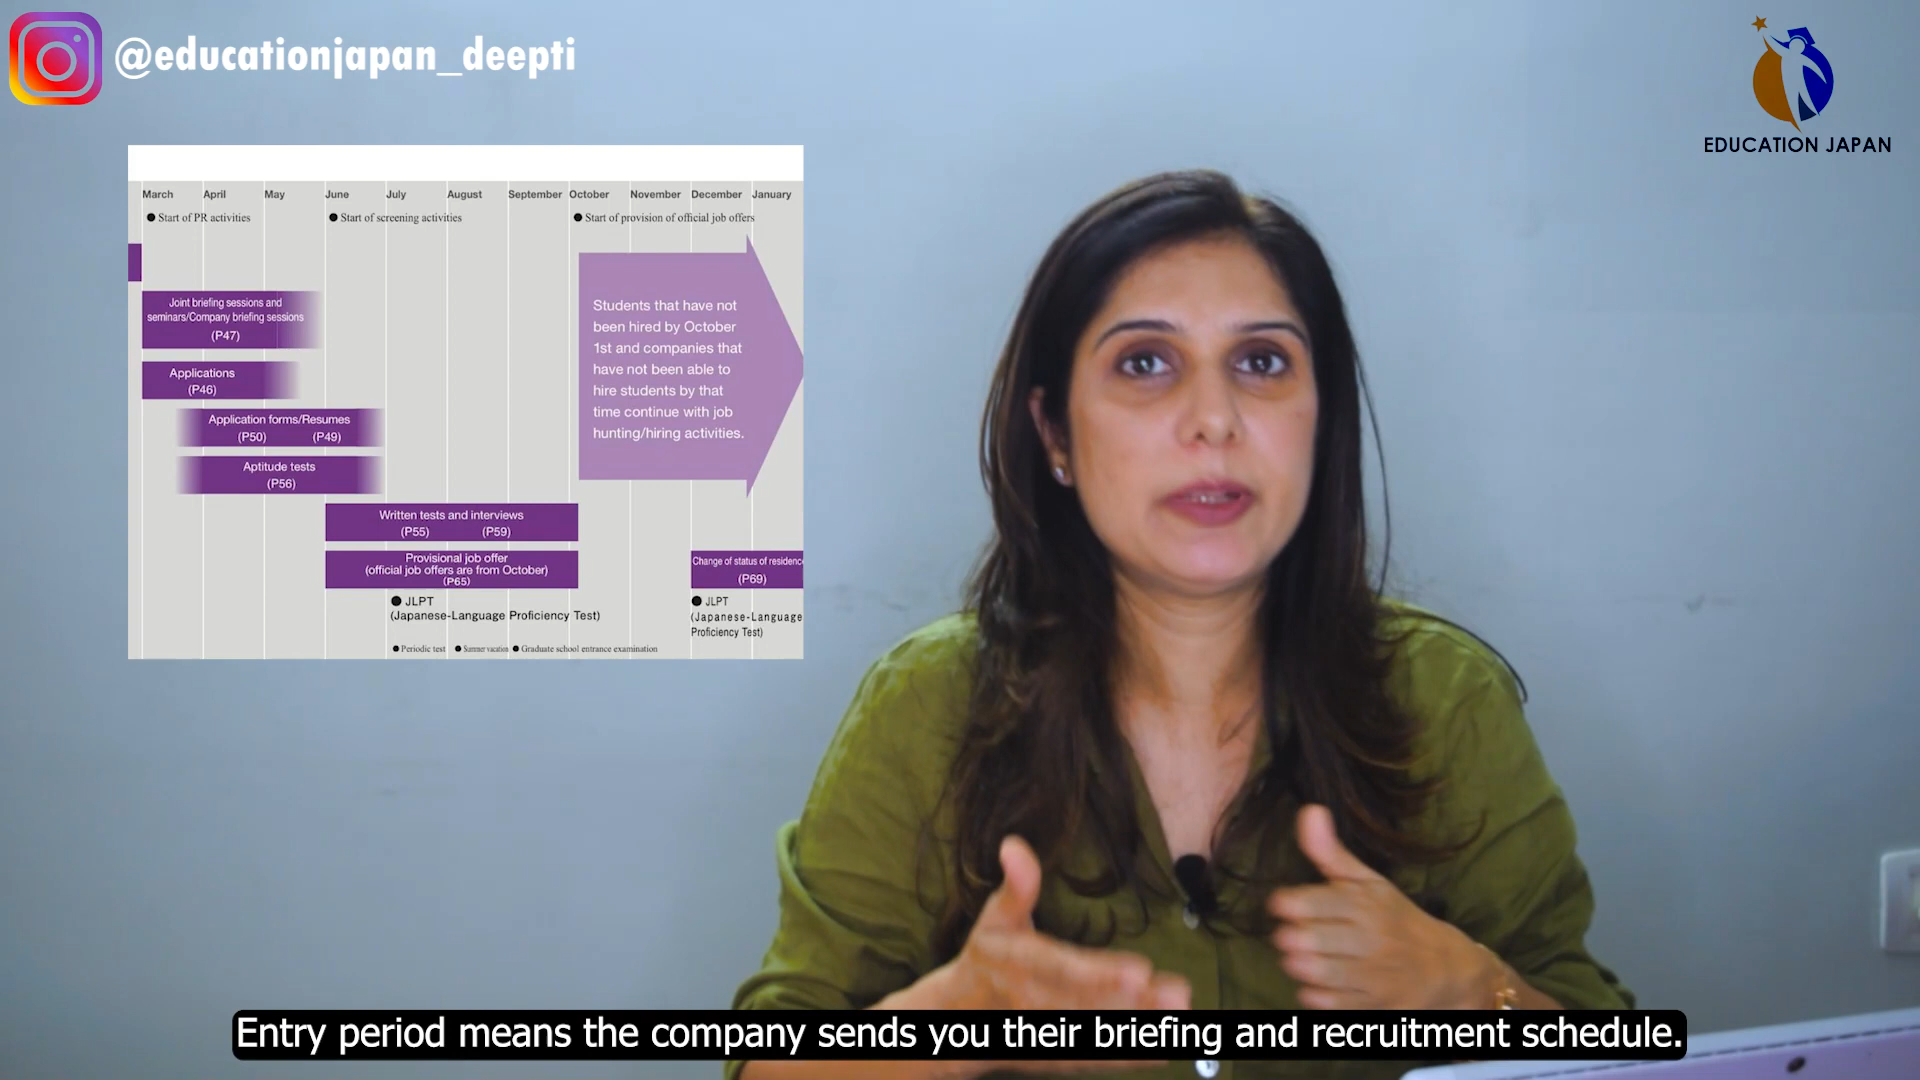 @educationjapan_deepti
EDUCATION JAPAN
March April May June July August September October November December January
● Start of PR activities ● Start of screening activities ● Start of provision of official job offers
Joint briefing sessions and
seminars/Company briefing sessions
(P47)
Applications
(P46)
Application forms/Resumes
(P50) (P49)
Aptitude tests
(P56)
Students that have not
been hired by October
1st and companies that
have not been able to
hire students by that
time continue with job
hunting/hiring activities.
Written tests and interviews
(P55) (P59)
Provisional job offer
(official job offers are from October)
(P65)
Change of status of residenc
(P69)
● JLPT
(Japanese-Language Proficiency Test)
● JLPT
(Japanese-Language
Proficiency Test)
● Periodic test ● Summer vacation ● Graduate school entrance examination
Entry period means the company sends you their briefing and recruitment schedule.